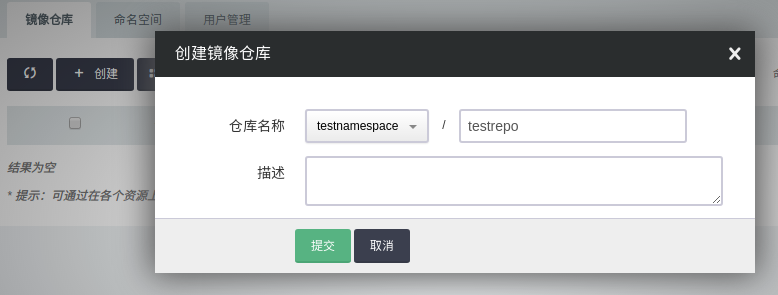 镜像仓库 命名空间 用户管理
创建镜像仓库
+ 创建
仓库名称 testnamespace / testrepo
描述
结果为空
* 提示：可通过在各个资源上
提交 取消